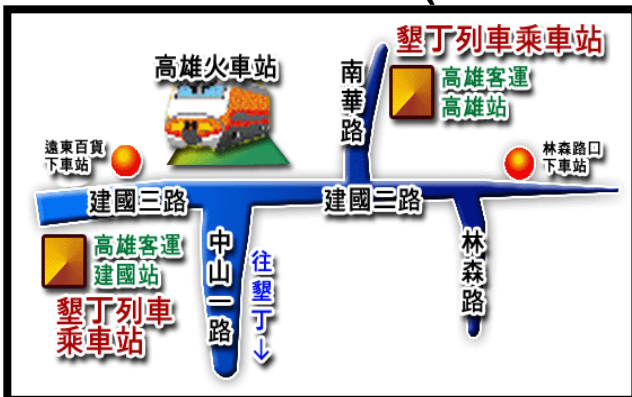 墾丁列車乘車站
高雄火車站
南華路
高雄客運
高雄站
遠東百貨
下車站
林森路口
下車站
建國三路
建國二路
高雄客運
建國站
中山一路
往墾丁↓
林森路
墾丁列車
乘車站